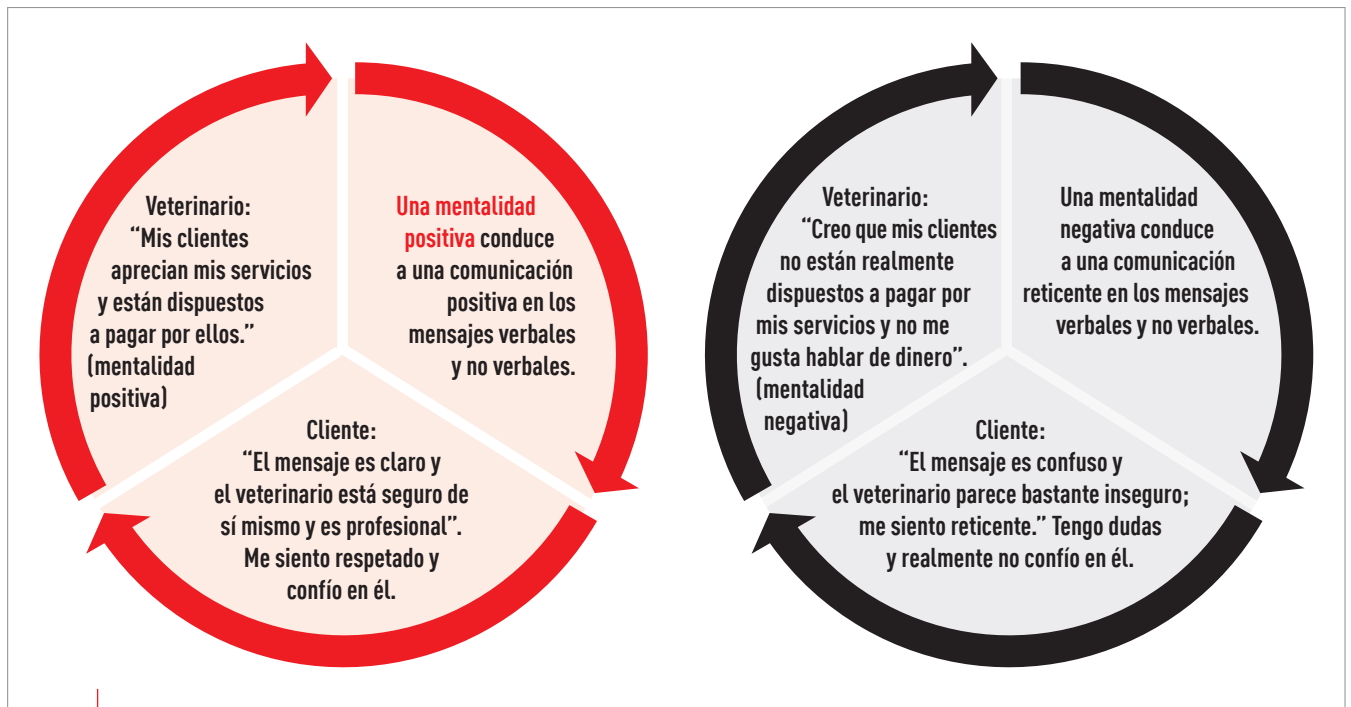 Veterinario:
“Mis clientes
aprecian mis servicios
y están dispuestos
a pagar por ellos.”
(mentalidad
positiva)
Una mentalidad
positiva conduce
a una comunicación
positiva en los
mensajes verbales
y no verbales.
Cliente:
“El mensaje es claro y
el veterinario está seguro de
sí mismo y es profesional”.
Me siento respetado y
confío en él.
Veterinario:
“Creo que mis clientes
no están realmente
dispuestos a pagar por
mis servicios y no me
gusta hablar de dinero”.
(mentalidad
negativa)
Una mentalidad
negativa conduce
a una comunicación
reticente en los mensajes
verbales y no verbales.
Cliente:
“El mensaje es confuso y
el veterinario parece bastante inseguro;
me siento reticente.” Tengo dudas
y realmente no confío en él.